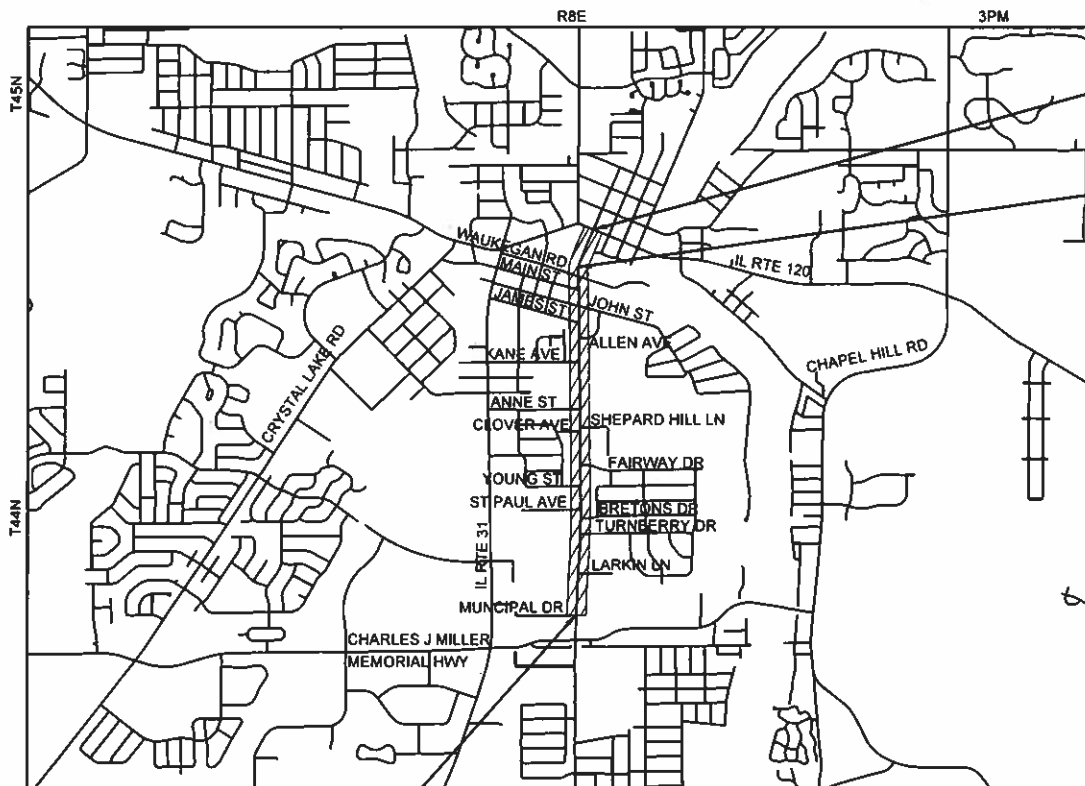 R8E
3PM
T45N
WAUKEGAN RD
MAIN ST
IL RTE 120
JAMES ST
JOHN ST
ALLEN AVE
KANE AVE
CRYSTAL LAKE RD
CHAPEL HILL RD
ANNE ST
SHEPARD HILL LN
CLOVER AVE
FAIRWAY DR
YOUNG ST
ST PAUL AVE
BRETONS DR
TURNBERRY DR
T44N
IL RTE 31
LARKIN LN
MUNCIPAL DR
CHARLES J MILLER
MEMORIAL HWY